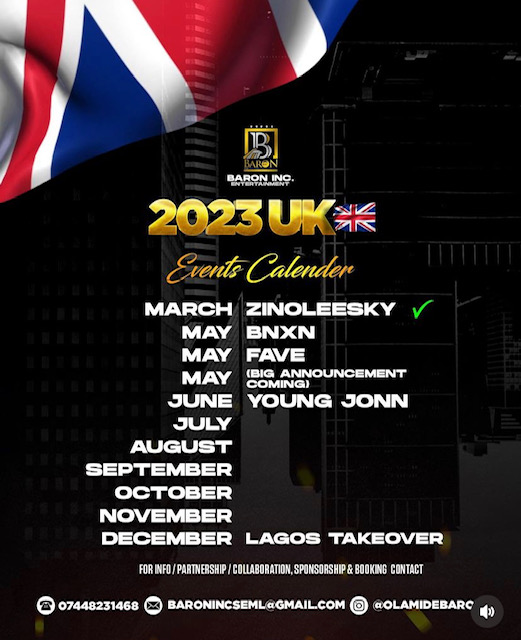 B
BARON
BARON INC.
ENTERTAINMENT
2023 UK
Events Calender
MARCH ZINOLEESKY
MAY BNXN
MAY FAVE
MAY (BIG ANNOUNCEMENT COMING)
JUNE YOUNG JONN
JULY
AUGUST
SEPTEMBER
OCTOBER
NOVEMBER
DECEMBER LAGOS TAKEOVER
FOR INFO / PARTNERSHIP / COLLABORATION, SPONSORSHIP & BOOKING CONTACT
07448231468 BARONINCSEML@GMAIL.COM @OLAMIDEBARO